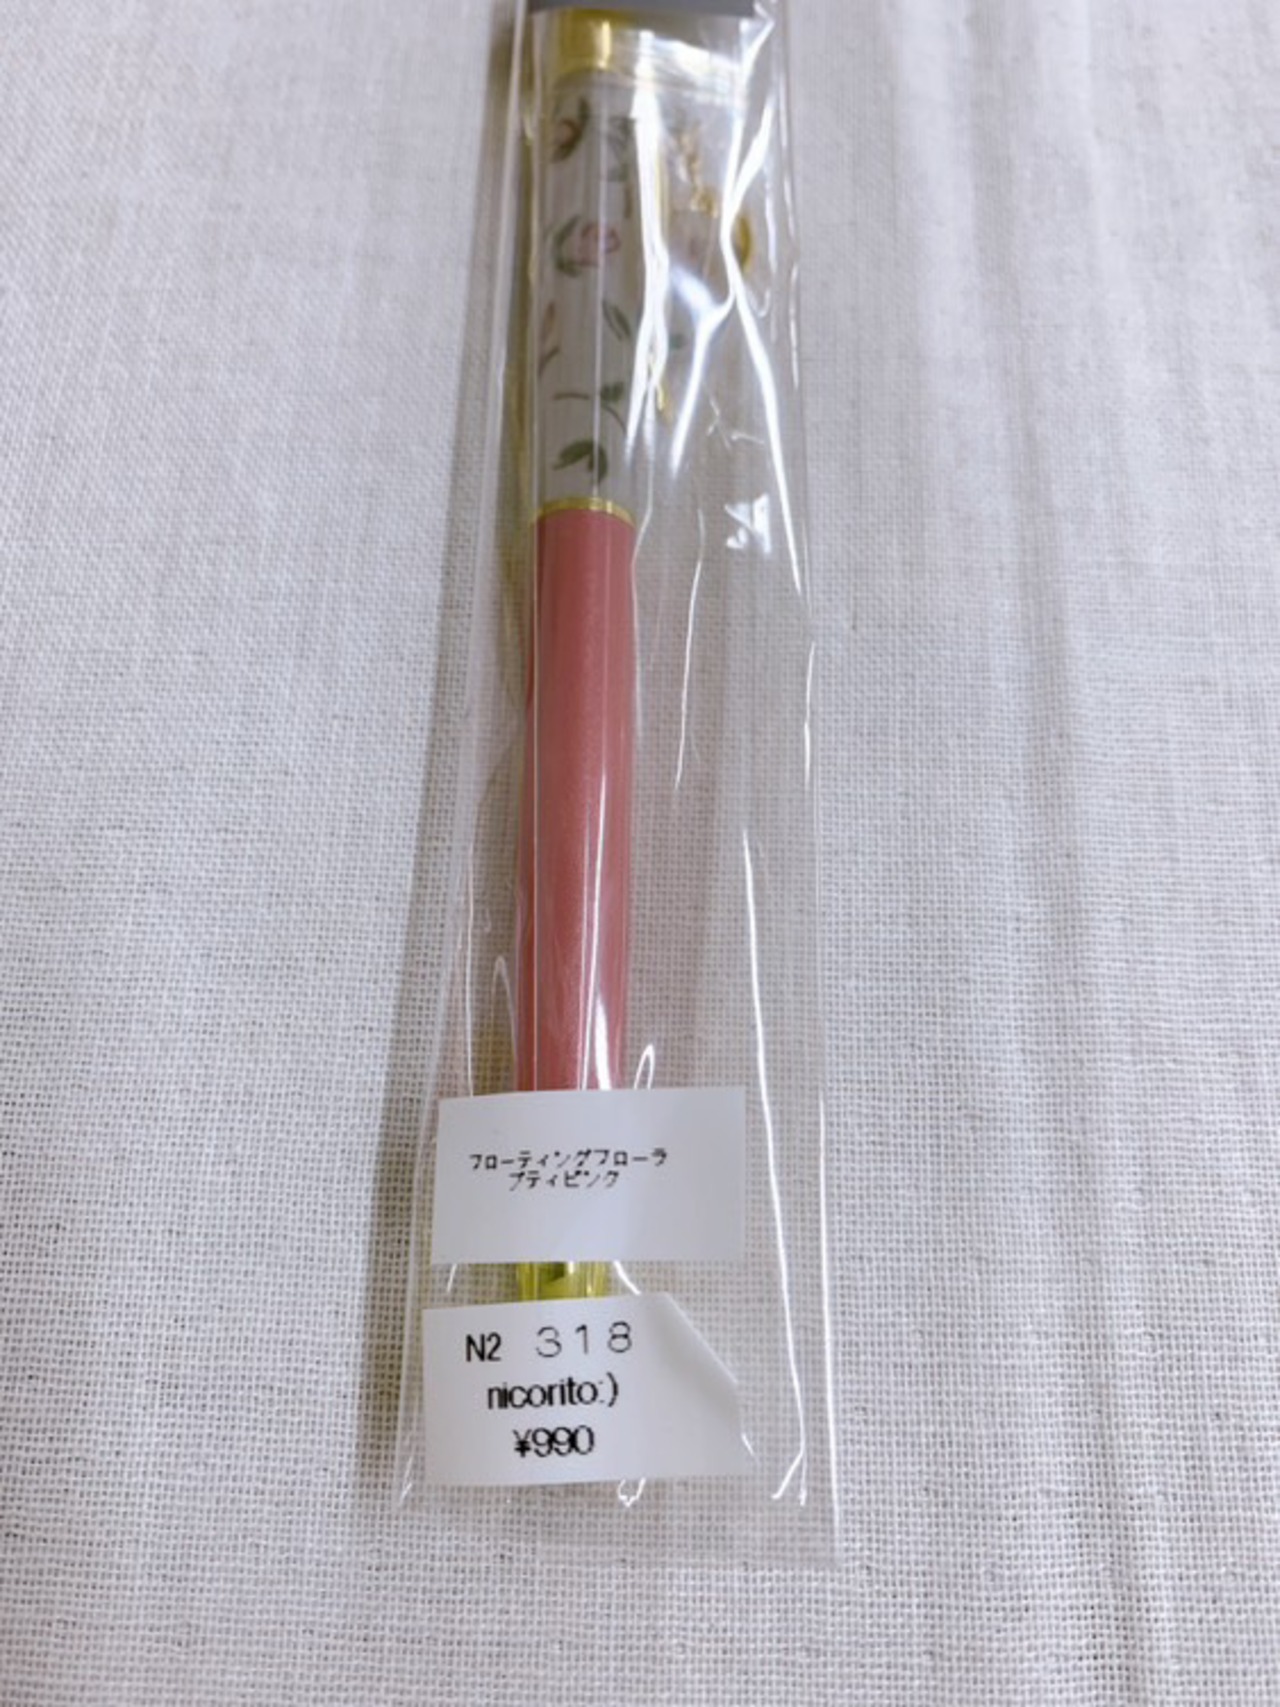 フローティングフローラ
プティピンク
N2 318
nicorito:)
¥990